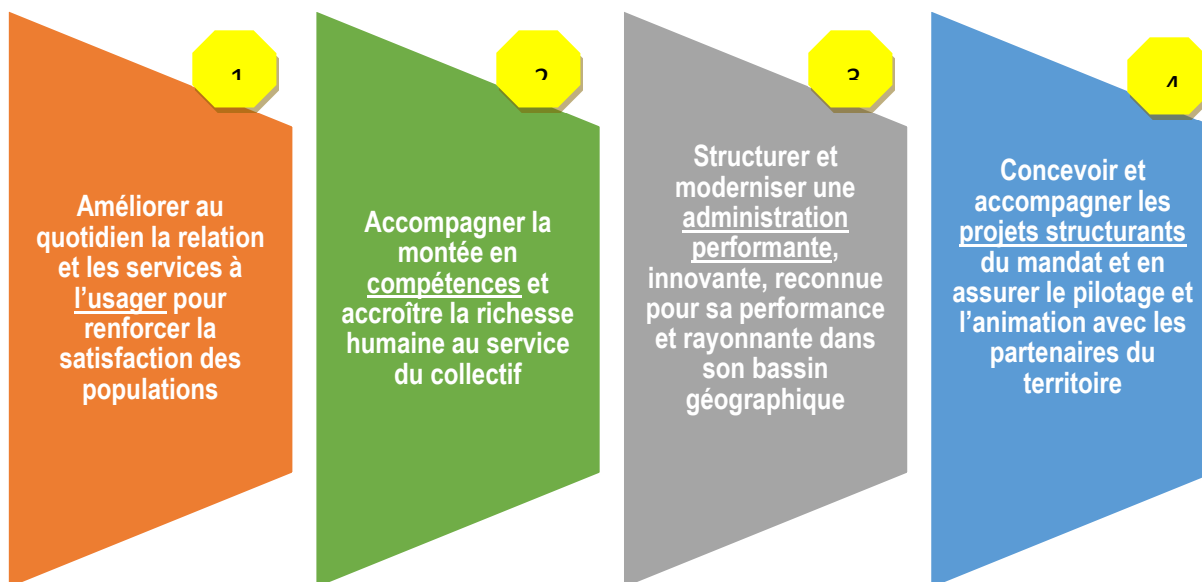 1
Améliorer au
quotidien la relation
et les services à
l'usager pour
renforcer la
satisfaction des
populations
2
Accompagner la
montée en
compétences et
accroître la richesse
humaine au service
du collectif
3
Structurer et
moderniser une
administration
performante,
innovante, reconnue
pour sa performance
et rayonnante dans
son bassin
géographique
4
Concevoir et
accompagner les
projets structurants
du mandat et en
assurer le pilotage et
l'animation avec les
partenaires du
territoire